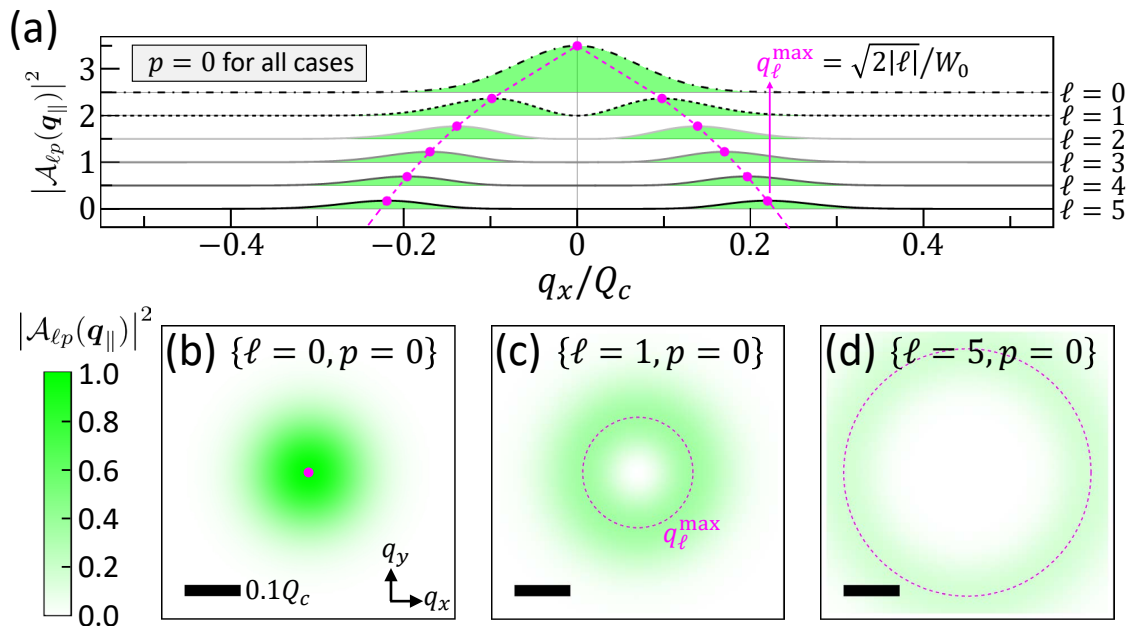 (a)
p = 0 for all cases
q_ℓ^max = √2|ℓ|/W₀
|𝒜_ℓp(q_∥)|²
3
2
1
0
ℓ = 0
ℓ = 1
ℓ = 2
ℓ = 3
ℓ = 4
ℓ = 5
−0.4 −0.2 0 0.2 0.4
q_x/Q_c
|𝒜_ℓp(q_∥)|²
1.0
0.8
0.6
0.4
0.2
0.0
(b) {ℓ = 0, p = 0}
0.1Q_c
q_y
q_x
(c) {ℓ = 1, p = 0}
q_ℓ^max
(d) {ℓ = 5, p = 0}